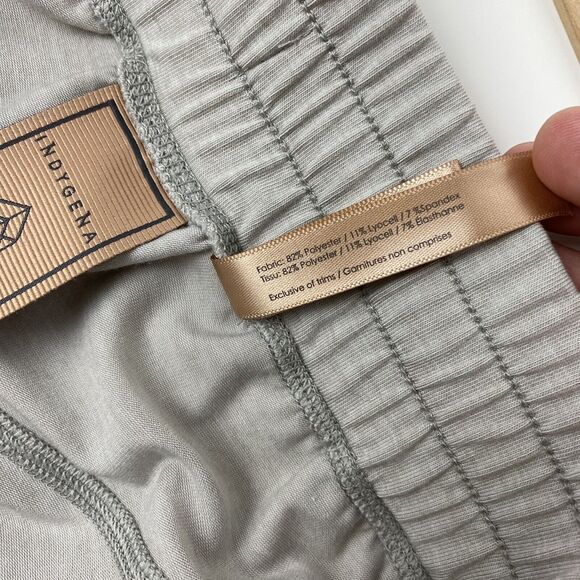 INDYGENA
Fabric: 82% Polyester / 11% Lyocell / 7 %Spandex
Tissu: 82% Polyester / 11% Lyocell / 7% Elasthanne
Exclusive of trims / Garnitures non comprises